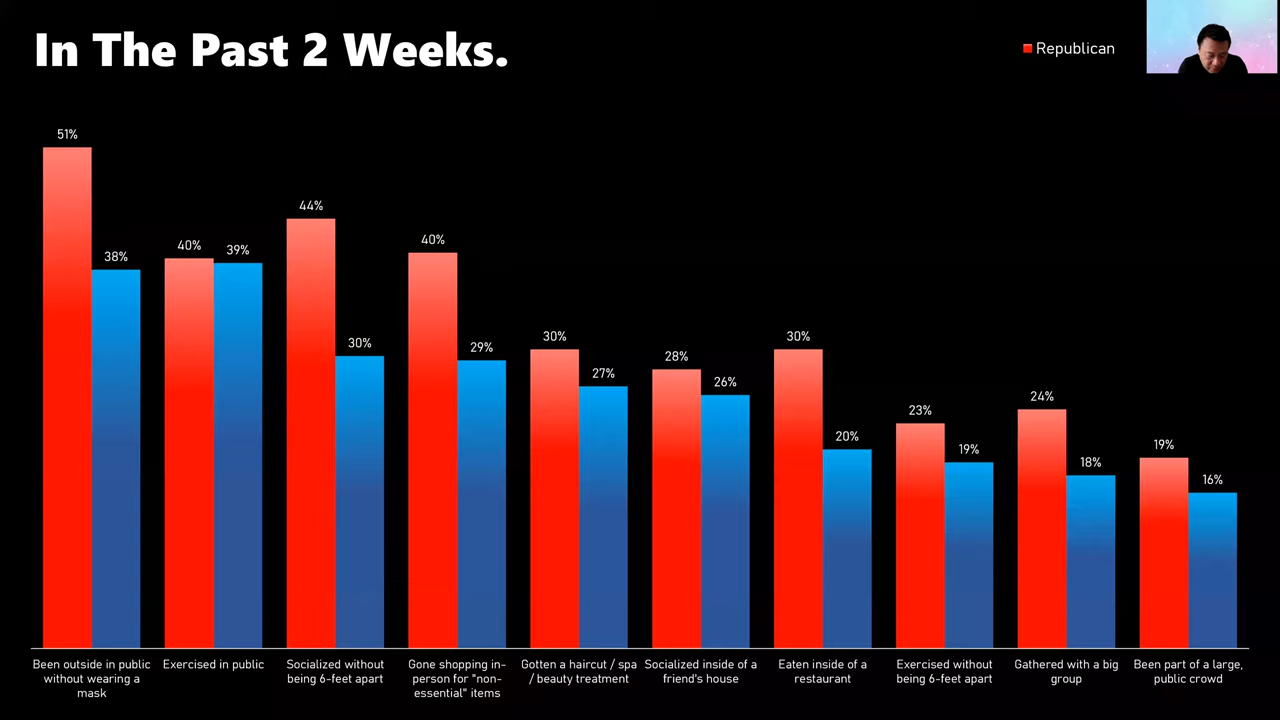 In The Past 2 Weeks.
Republican
51%
38%
40%
39%
44%
30%
40%
29%
30%
27%
28%
26%
30%
20%
23%
19%
24%
18%
19%
16%
Been outside in public
without wearing a
mask
Exercised in public
Socialized without
being 6-feet apart
Gone shopping in-
person for "non-
essential" items
Gotten a haircut / spa
/ beauty treatment
Socialized inside of a
friend's house
Eaten inside of a
restaurant
Exercised without
being 6-feet apart
Gathered with a big
group
Been part of a large,
public crowd